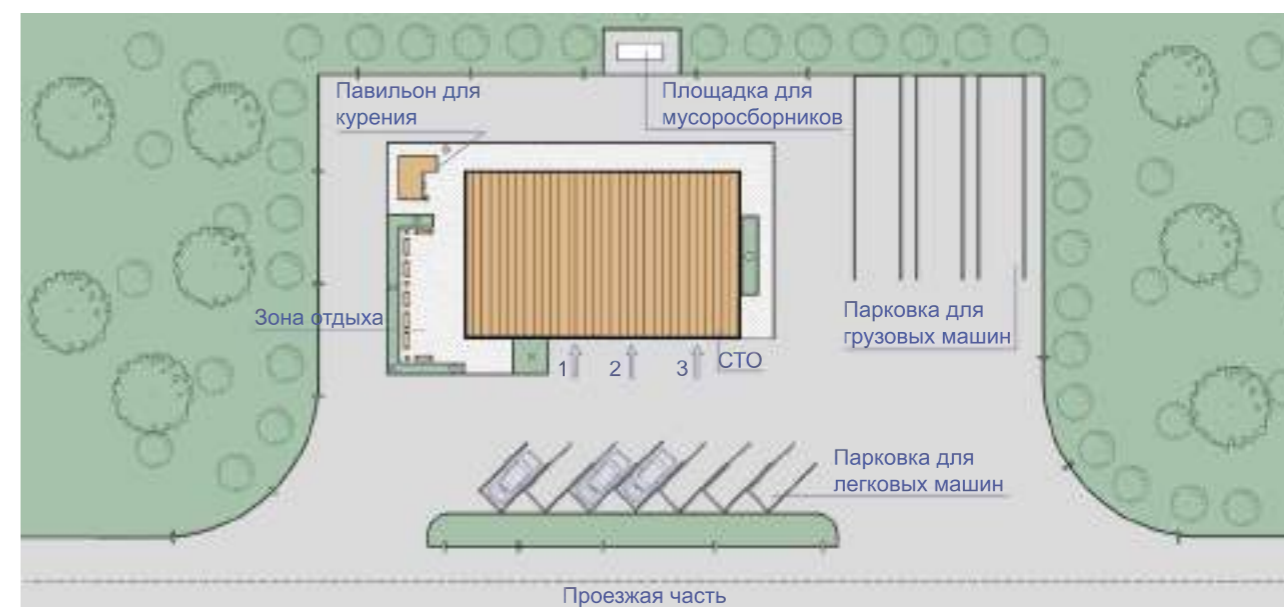 Павильон для
курения
Площадка для
мусоросборников
Зона отдыха
Парковка для
грузовых машин
1 2 3 СТО
Парковка для
легковых машин
Проезжая часть